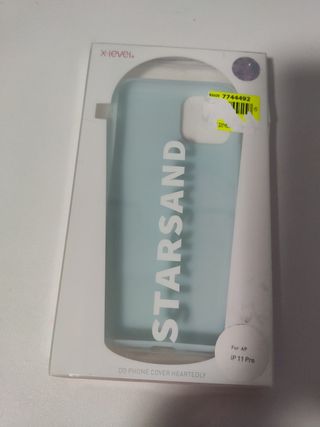 x-level
7744492
STARSAND
For AP
iP 11 Pro
DO PHONE COVER HEARTEDLY